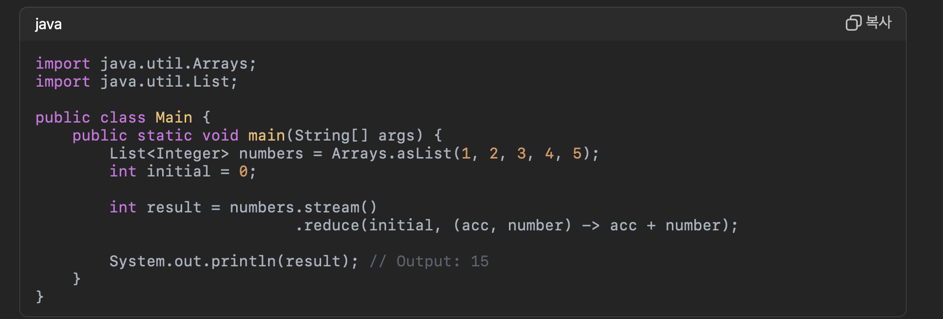 java
복사
import java.util.Arrays;
import java.util.List;
public class Main {
    public static void main(String[] args) {
        List<Integer> numbers = Arrays.asList(1, 2, 3, 4, 5);
        int initial = 0;
        int result = numbers.stream()
                            .reduce(initial, (acc, number) -> acc + number);
        System.out.println(result); // Output: 15
    }
}